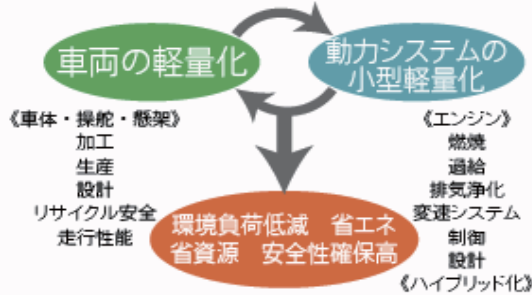 車両の軽量化
動力システムの
小型軽量化
《車体・操舵・懸架》
加工
生産
設計
リサイクル安全
走行性能
《エンジン》
燃焼
過給
排気浄化
変速システム
制御
設計
《ハイブリッド化》
環境負荷低減　省エネ
省資源　安全性確保高